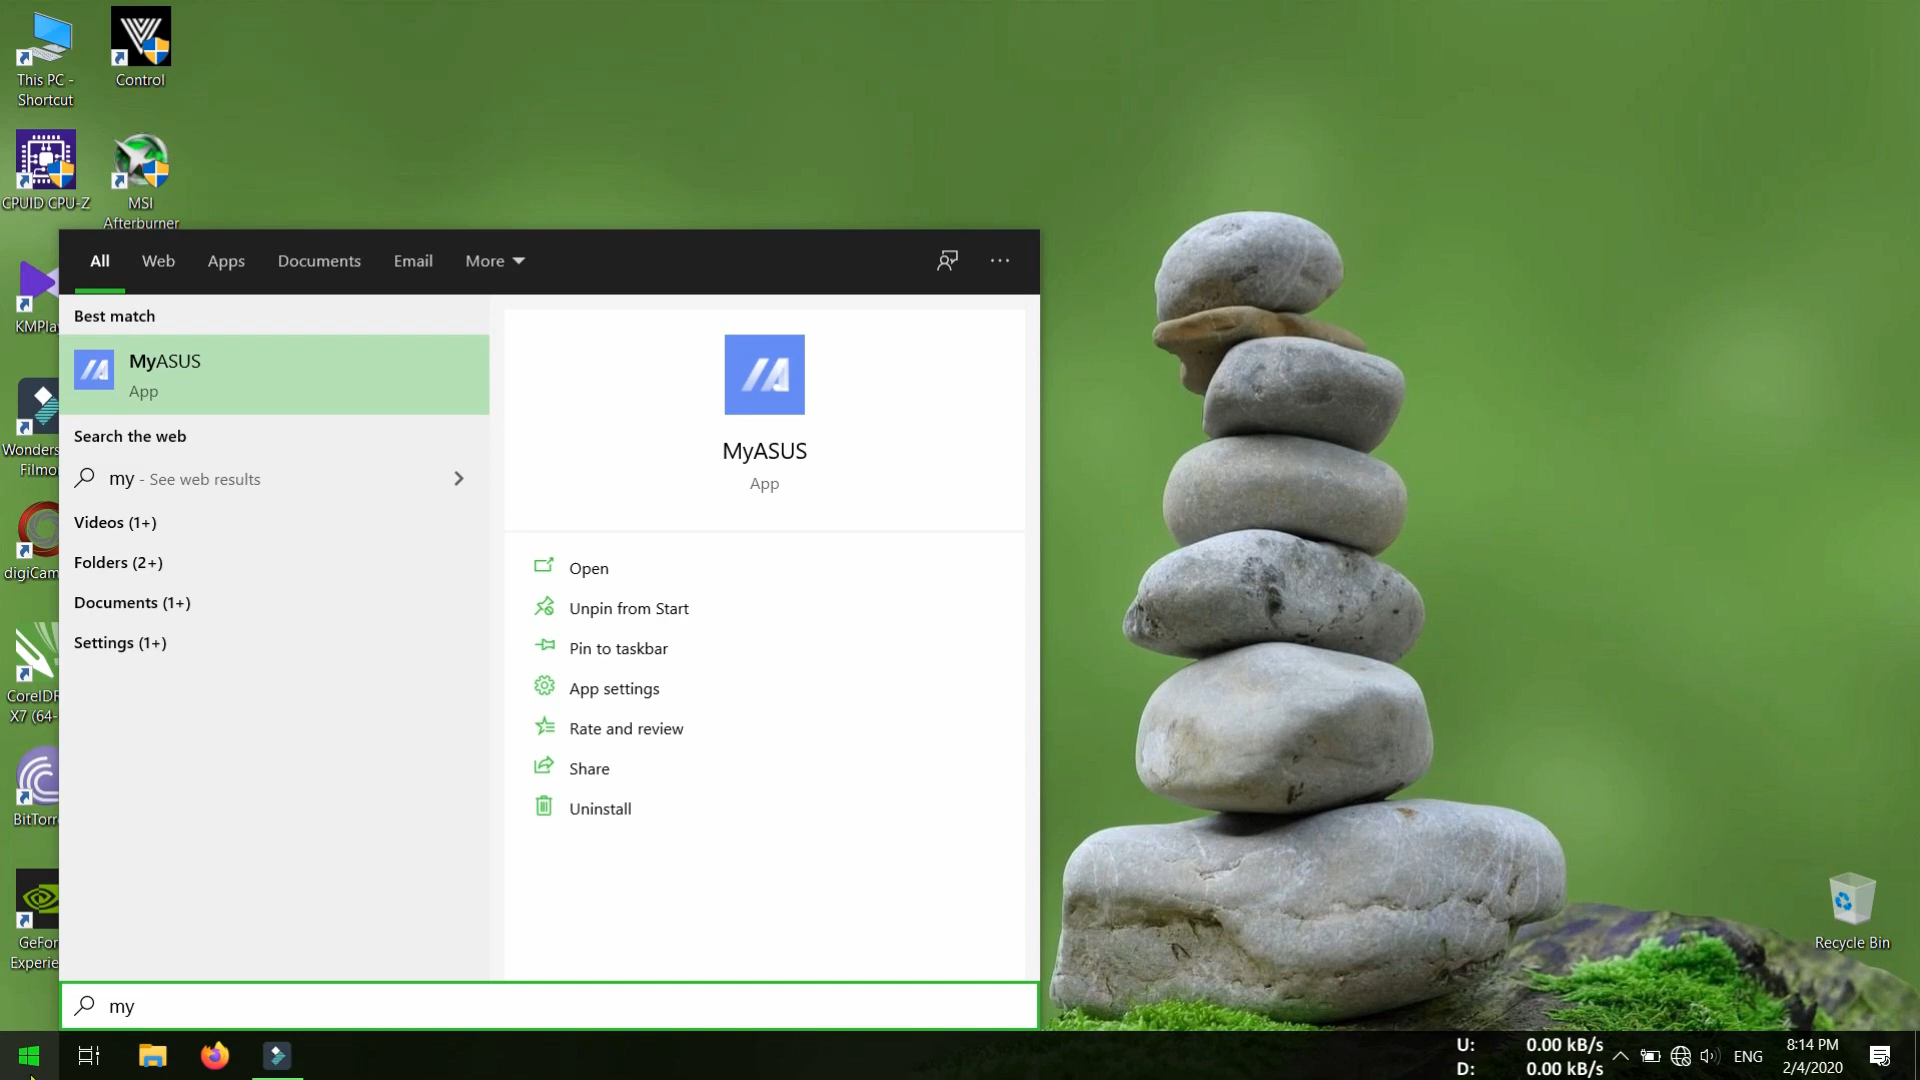 This PC -
Shortcut
Control
CPUID CPU-Z
MSI
Afterburner
KMPla
Wonders
Filmo
digiCam
CorelDR
X7 (64-
BitTorre
GeFor
Experie
All
Web
Apps
Documents
Email
More
Best match
MyASUS
App
Search the web
my - See web results
Videos (1+)
Folders (2+)
Documents (1+)
Settings (1+)
MyASUS
App
Open
Unpin from Start
Pin to taskbar
App settings
Rate and review
Share
Uninstall
my
Recycle Bin
U: 0.00 kB/s
D: 0.00 kB/s
ENG
8:14 PM
2/4/2020